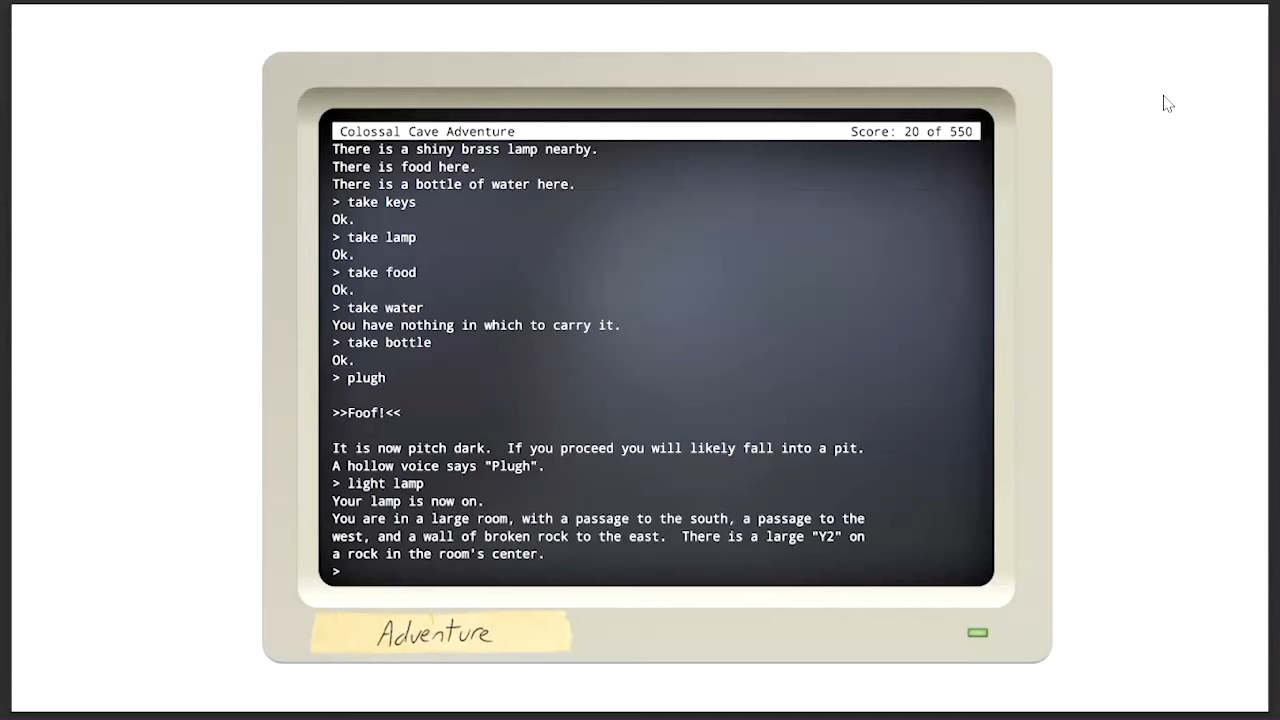 Colossal Cave Adventure Score: 20 of 550
There is a shiny brass lamp nearby.
There is food here.
There is a bottle of water here.
> take keys
Ok.
> take lamp
Ok.
> take food
Ok.
> take water
You have nothing in which to carry it.
> take bottle
Ok.
> plugh
>>Foof!<<
It is now pitch dark.  If you proceed you will likely fall into a pit.
A hollow voice says "Plugh".
> light lamp
Your lamp is now on.
You are in a large room, with a passage to the south, a passage to the
west, and a wall of broken rock to the east.  There is a large "Y2" on
a rock in the room's center.
>
Adventure